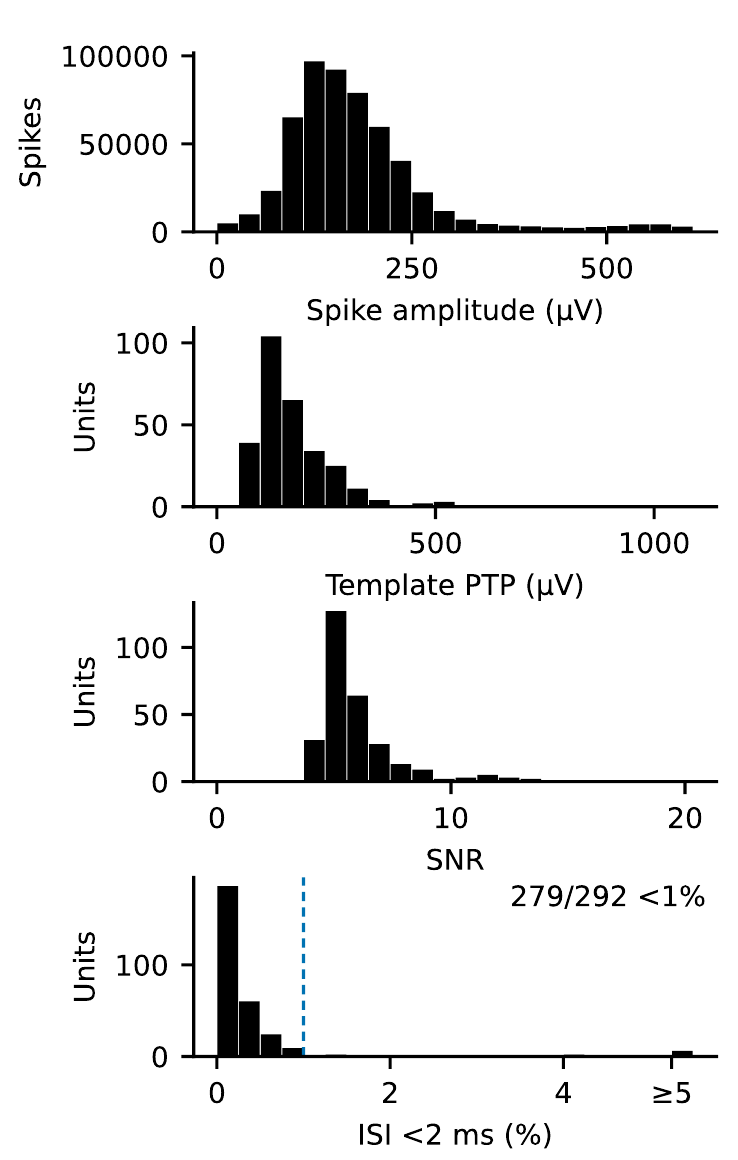 Spikes
100000
50000
0
0 250 500
Spike amplitude (µV)
Units
100
50
0
0 500 1000
Template PTP (µV)
Units
100
50
0
0 10 20
SNR
279/292 <1%
Units
100
0
0 2 4 ≥5
ISI <2 ms (%)